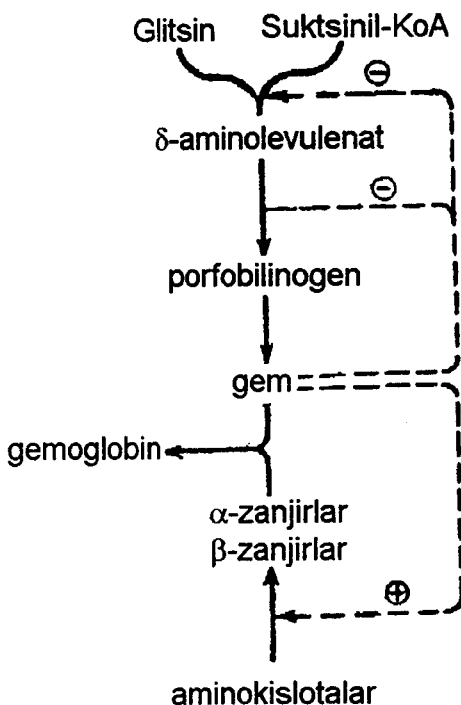 Glitsin
Suktsinil-KoA
⊖
δ-aminolevulenat
⊖
porfobilinogen
gem
gemoglobin
α-zanjirlar
β-zanjirlar
⊕
aminokislotalar